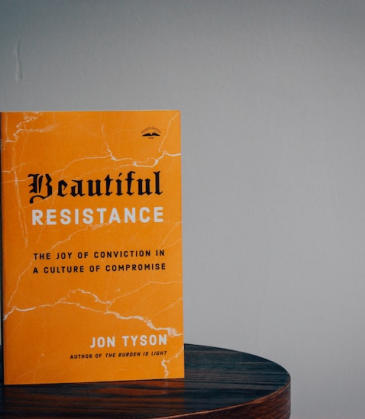 Beautiful
RESISTANCE
THE JOY OF CONVICTION IN
A CULTURE OF COMPROMISE
JON TYSON
AUTHOR OF THE BURDEN IS LIGHT